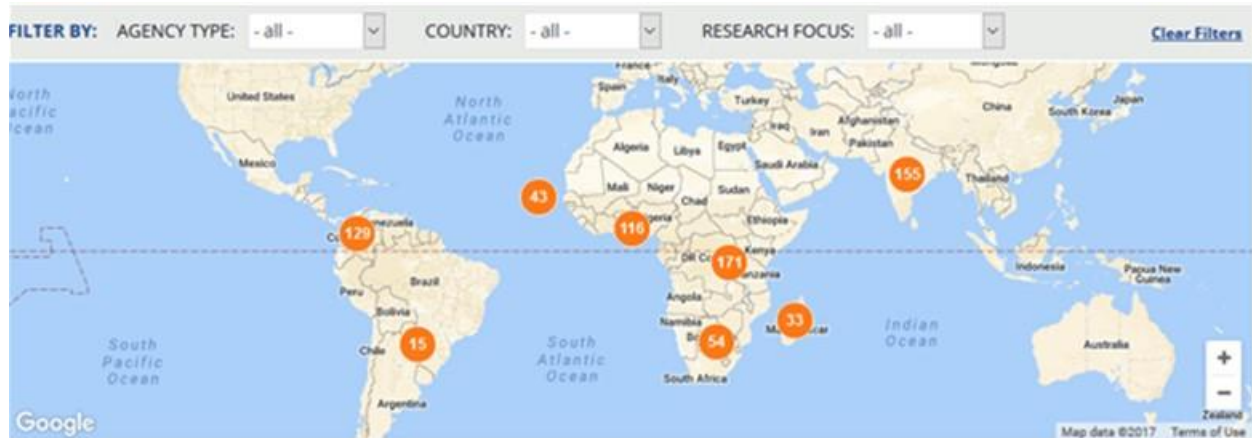 FILTER BY: AGENCY TYPE: - all - COUNTRY: - all - RESEARCH FOCUS: - all - Clear Filters
France
Italy
Spain
Turkey
United States
North Atlantic Ocean
China
South Korea
Japan
Iraq
Iran
Afghanistan
Pakistan
Algeria
Libya
Egypt
Saudi Arabia
Mexico
155
Thailand
43
Mali
Niger
Chad
Sudan
129
116
Ethiopia
Kenya
171
Indonesia
Papua New Guinea
Brazil
Peru
Angola
Bolivia
Namibia
33
Indian Ocean
54
15
Chile
South Pacific Ocean
South Atlantic Ocean
Australia
South Africa
+
−
Argentina
Google
Zealand
Map data ©2017 Terms of Use